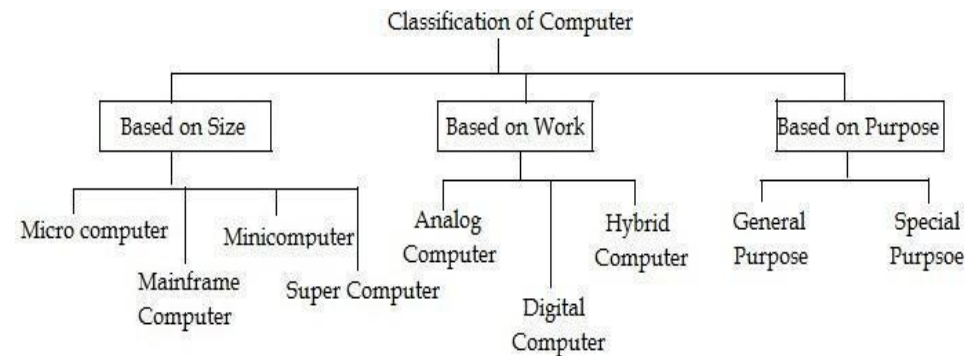 Classification of Computer
Based on Size
Based on Work
Based on Purpose
Micro computer
Mainframe
Computer
Minicomputer
Super Computer
Analog
Computer
Digital
Computer
Hybrid
Computer
General
Purpose
Special
Purpsoe